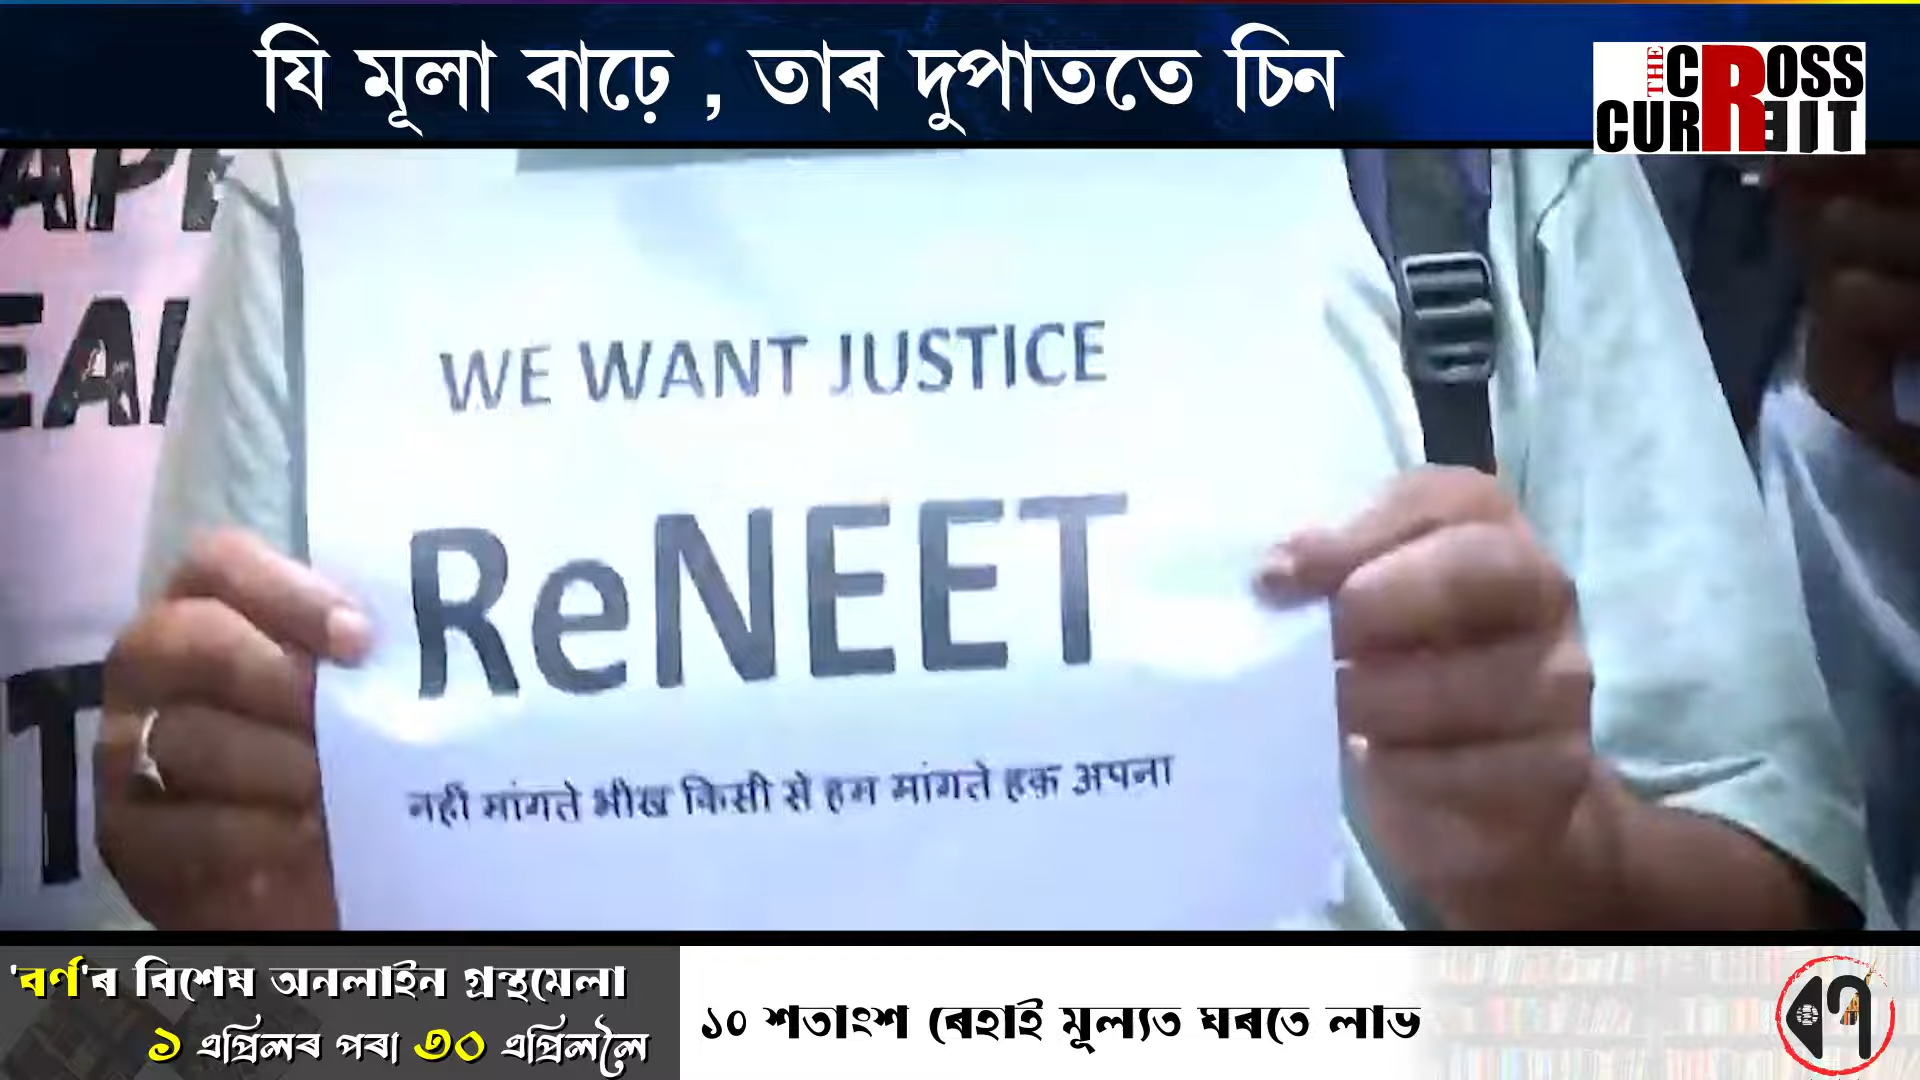 যি মূলা বাঢ়ে , তাৰ দুপাততে চিন
THE CROSS
CURRENT
WE WANT JUSTICE
ReNEET
नहीं मांगते भीख किसी से हम मांगते हक़ अपना
'বৰ্ণ'ৰ বিশেষ অনলাইন গ্ৰন্থমেলা
১ এপ্ৰিলৰ পৰা ৩০ এপ্ৰিললৈ
১০ শতাংশ ৰেহাই মূল্যত ঘৰতে লাভ